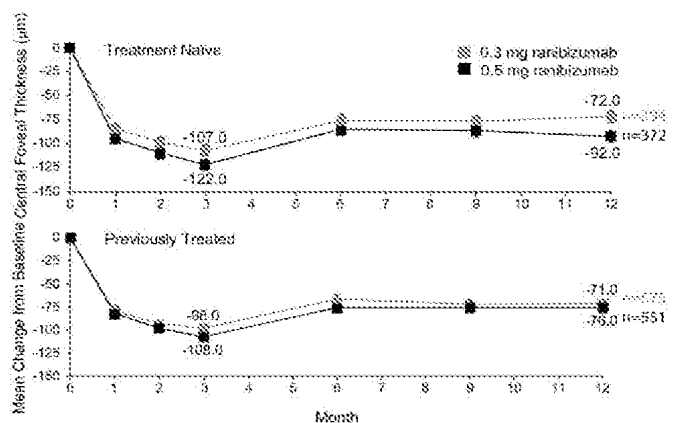 Mean Change from Baseline Central Foveal Thickness (μm)
Treatment Naïve
0.3 mg ranibizumab
0.5 mg ranibizumab
0
-25
-50
-75
-100
-125
-150
-107.0
-122.0
-72.0
n=372
-92.0
0 1 2 3 4 5 6 7 8 9 10 11 12
Previously Treated
0
-25
-50
-75
-100
-125
-150
-98.0
-108.0
-71.0
-76.0
n=551
0 1 2 3 4 5 6 7 8 9 10 11 12
Month